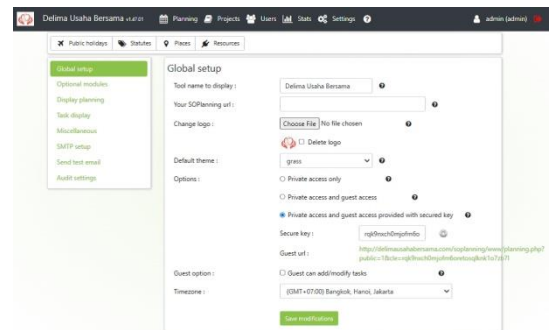 Delima Usaha Bersama v1.47.01 Planning Projects Users Stats Settings admin (admin)
Public holidays Statutes Places Resources
Global setup
Optional modules
Display planning
Task display
Miscellaneous
SMTP setup
Send test email
Audit settings
Global setup
Tool name to display : Delima Usaha Bersama
Your SOPlanning url :
Change logo : Choose File No file chosen
Delete logo
Default theme : grass
Options : Private access only
Private access and guest access
Private access and guest access provided with secured key
Secure key :
Guest url :
Guest option : Guest can add/modify tasks
Timezone : (GMT+07:00) Bangkok, Hanoi, Jakarta
Save modifications